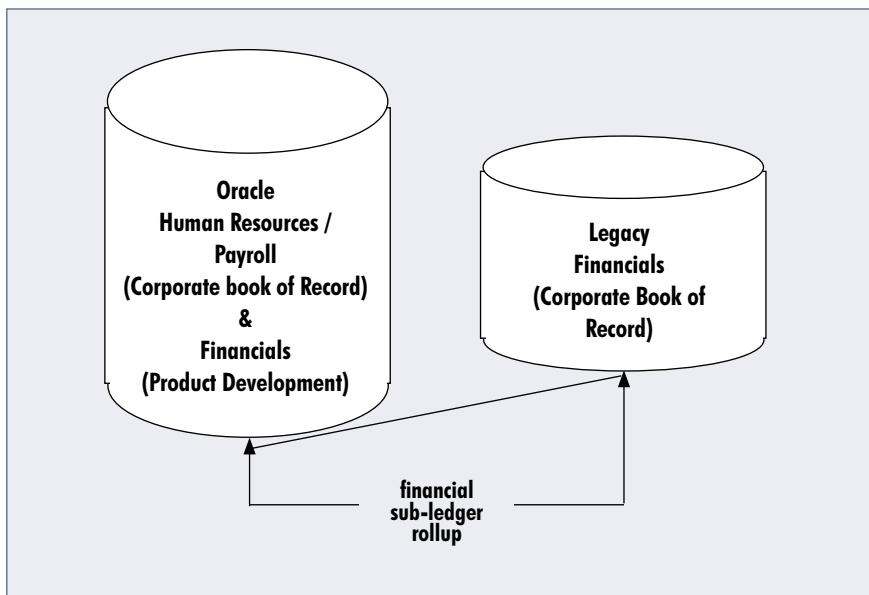 Oracle
Human Resources /
Payroll
(Corporate book of Record)
&
Financials
(Product Development)
Legacy
Financials
(Corporate Book of
Record)
financial
sub-ledger
rollup